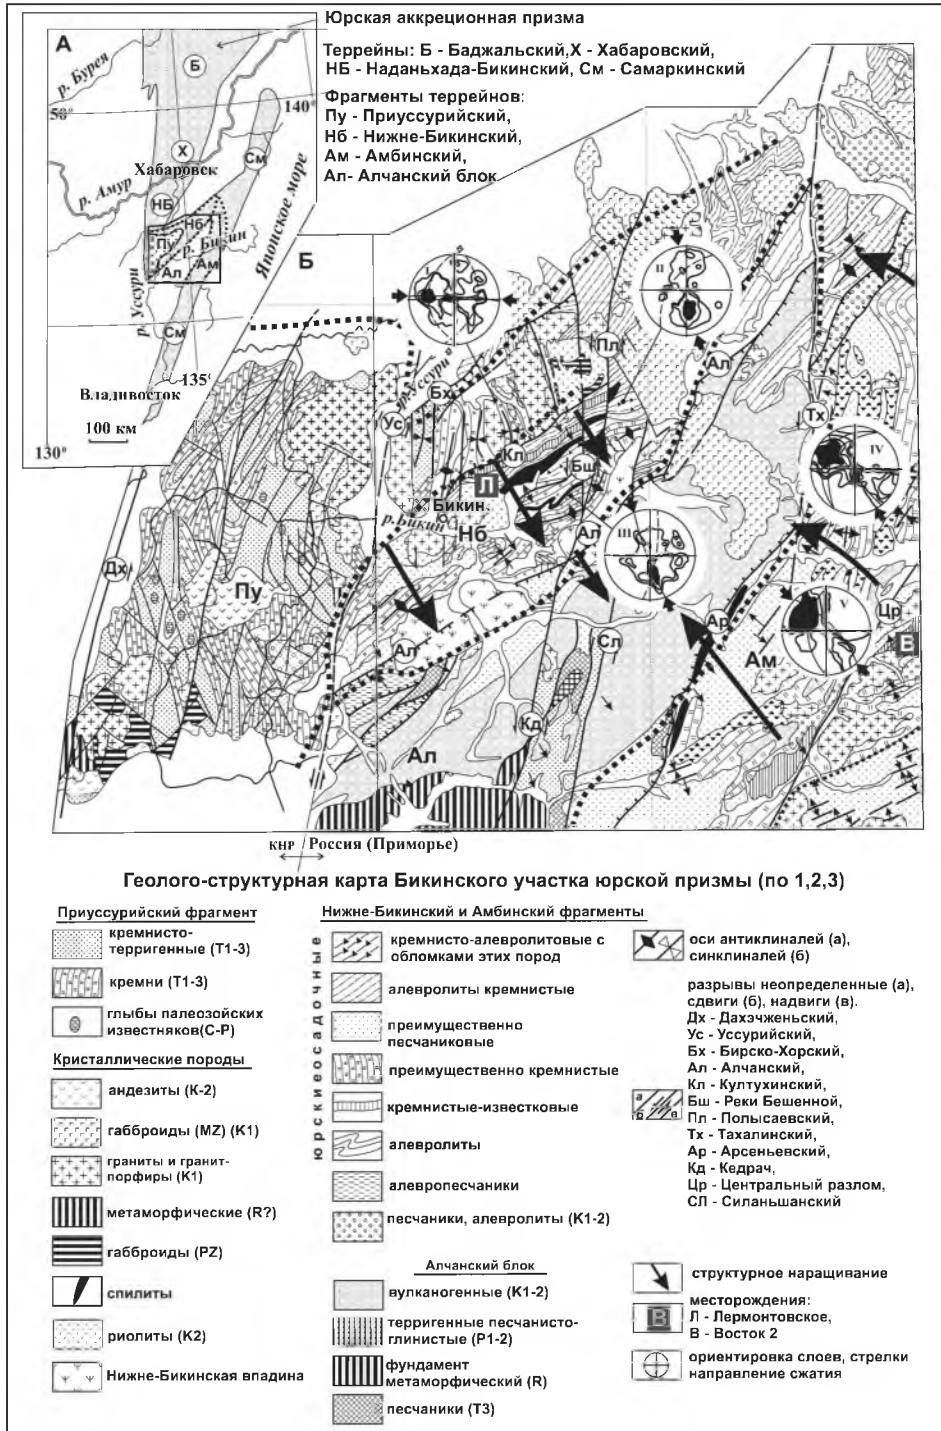 Юрская аккреционная призма
Террейны: Б - Баджальский,Х - Хабаровский,
НБ - Наданьхада-Бикинский, См - Самаркинский
Фрагменты террейнов:
Пу - Приуссурийский,
Нб - Нижне-Бикинский,
Ам - Амбинский,
Ал- Алчанский блок
А
р. Бурея
Б
50°
140°
Х
Хабаровск
См
р. Амур
НБ
Нб
Пу
р. Бикин
Ал
Ам
Японское море
р. Уссури
См
135°
Владивосток
100 км
130°
Б
I
II
Пл
Ал
р. Уссури
Бх
Ус
Тх
Кл
IV
Бш
Л
Бикин
р. Бикин
Нб
Ал
III
Дх
Пу
V
Цр
Ар
В
Сл
Ам
Ал
Кд
Ал
КНР Россия (Приморье)
Геолого-структурная карта Бикинского участка юрской призмы (по 1,2,3)
Приуссурийский фрагмент
кремнисто-
терригенные (Т1-3)
кремни (Т1-3)
глыбы палеозойских
известняков(С-Р)
Кристаллические породы
андезиты (К-2)
габброиды (MZ) (К1)
граниты и гранит-
порфиры (К1)
метаморфические (R?)
габброиды (PZ)
спилиты
риолиты (К2)
Нижне-Бикинская впадина
Нижне-Бикинский и Амбинский фрагменты
юрскиеосадочные
кремнисто-алевролитовые с
обломками этих пород
алевролиты кремнистые
преимущественно
песчаниковые
преимущественно кремнистые
кремнистые-известковые
алевролиты
алевропесчаники
песчаники, алевролиты (К1-2)
Алчанский блок
вулканогенные (К1-2)
терригенные песчанисто-
глинистые (Р1-2)
фундамент
метаморфический (R)
песчаники (Т3)
оси антиклиналей (а),
синклиналей (б)
разрывы неопределенные (а),
сдвиги (б), надвиги (в).
Дх - Дахэчженьский,
Ус - Уссурийский,
Бх - Бирско-Хорский,
Ал - Алчанский,
Кл - Култухинский,
а б в
Бш - Реки Бешенной,
Пл - Полысаевский,
Тх - Тахалинский,
Ар - Арсеньевский,
Кд - Кедрач,
Цр - Центральный разлом,
СЛ - Силаньшанский
структурное наращивание
В
месторождения:
Л - Лермонтовское,
В - Восток 2
ориентировка слоев, стрелки
направление сжатия